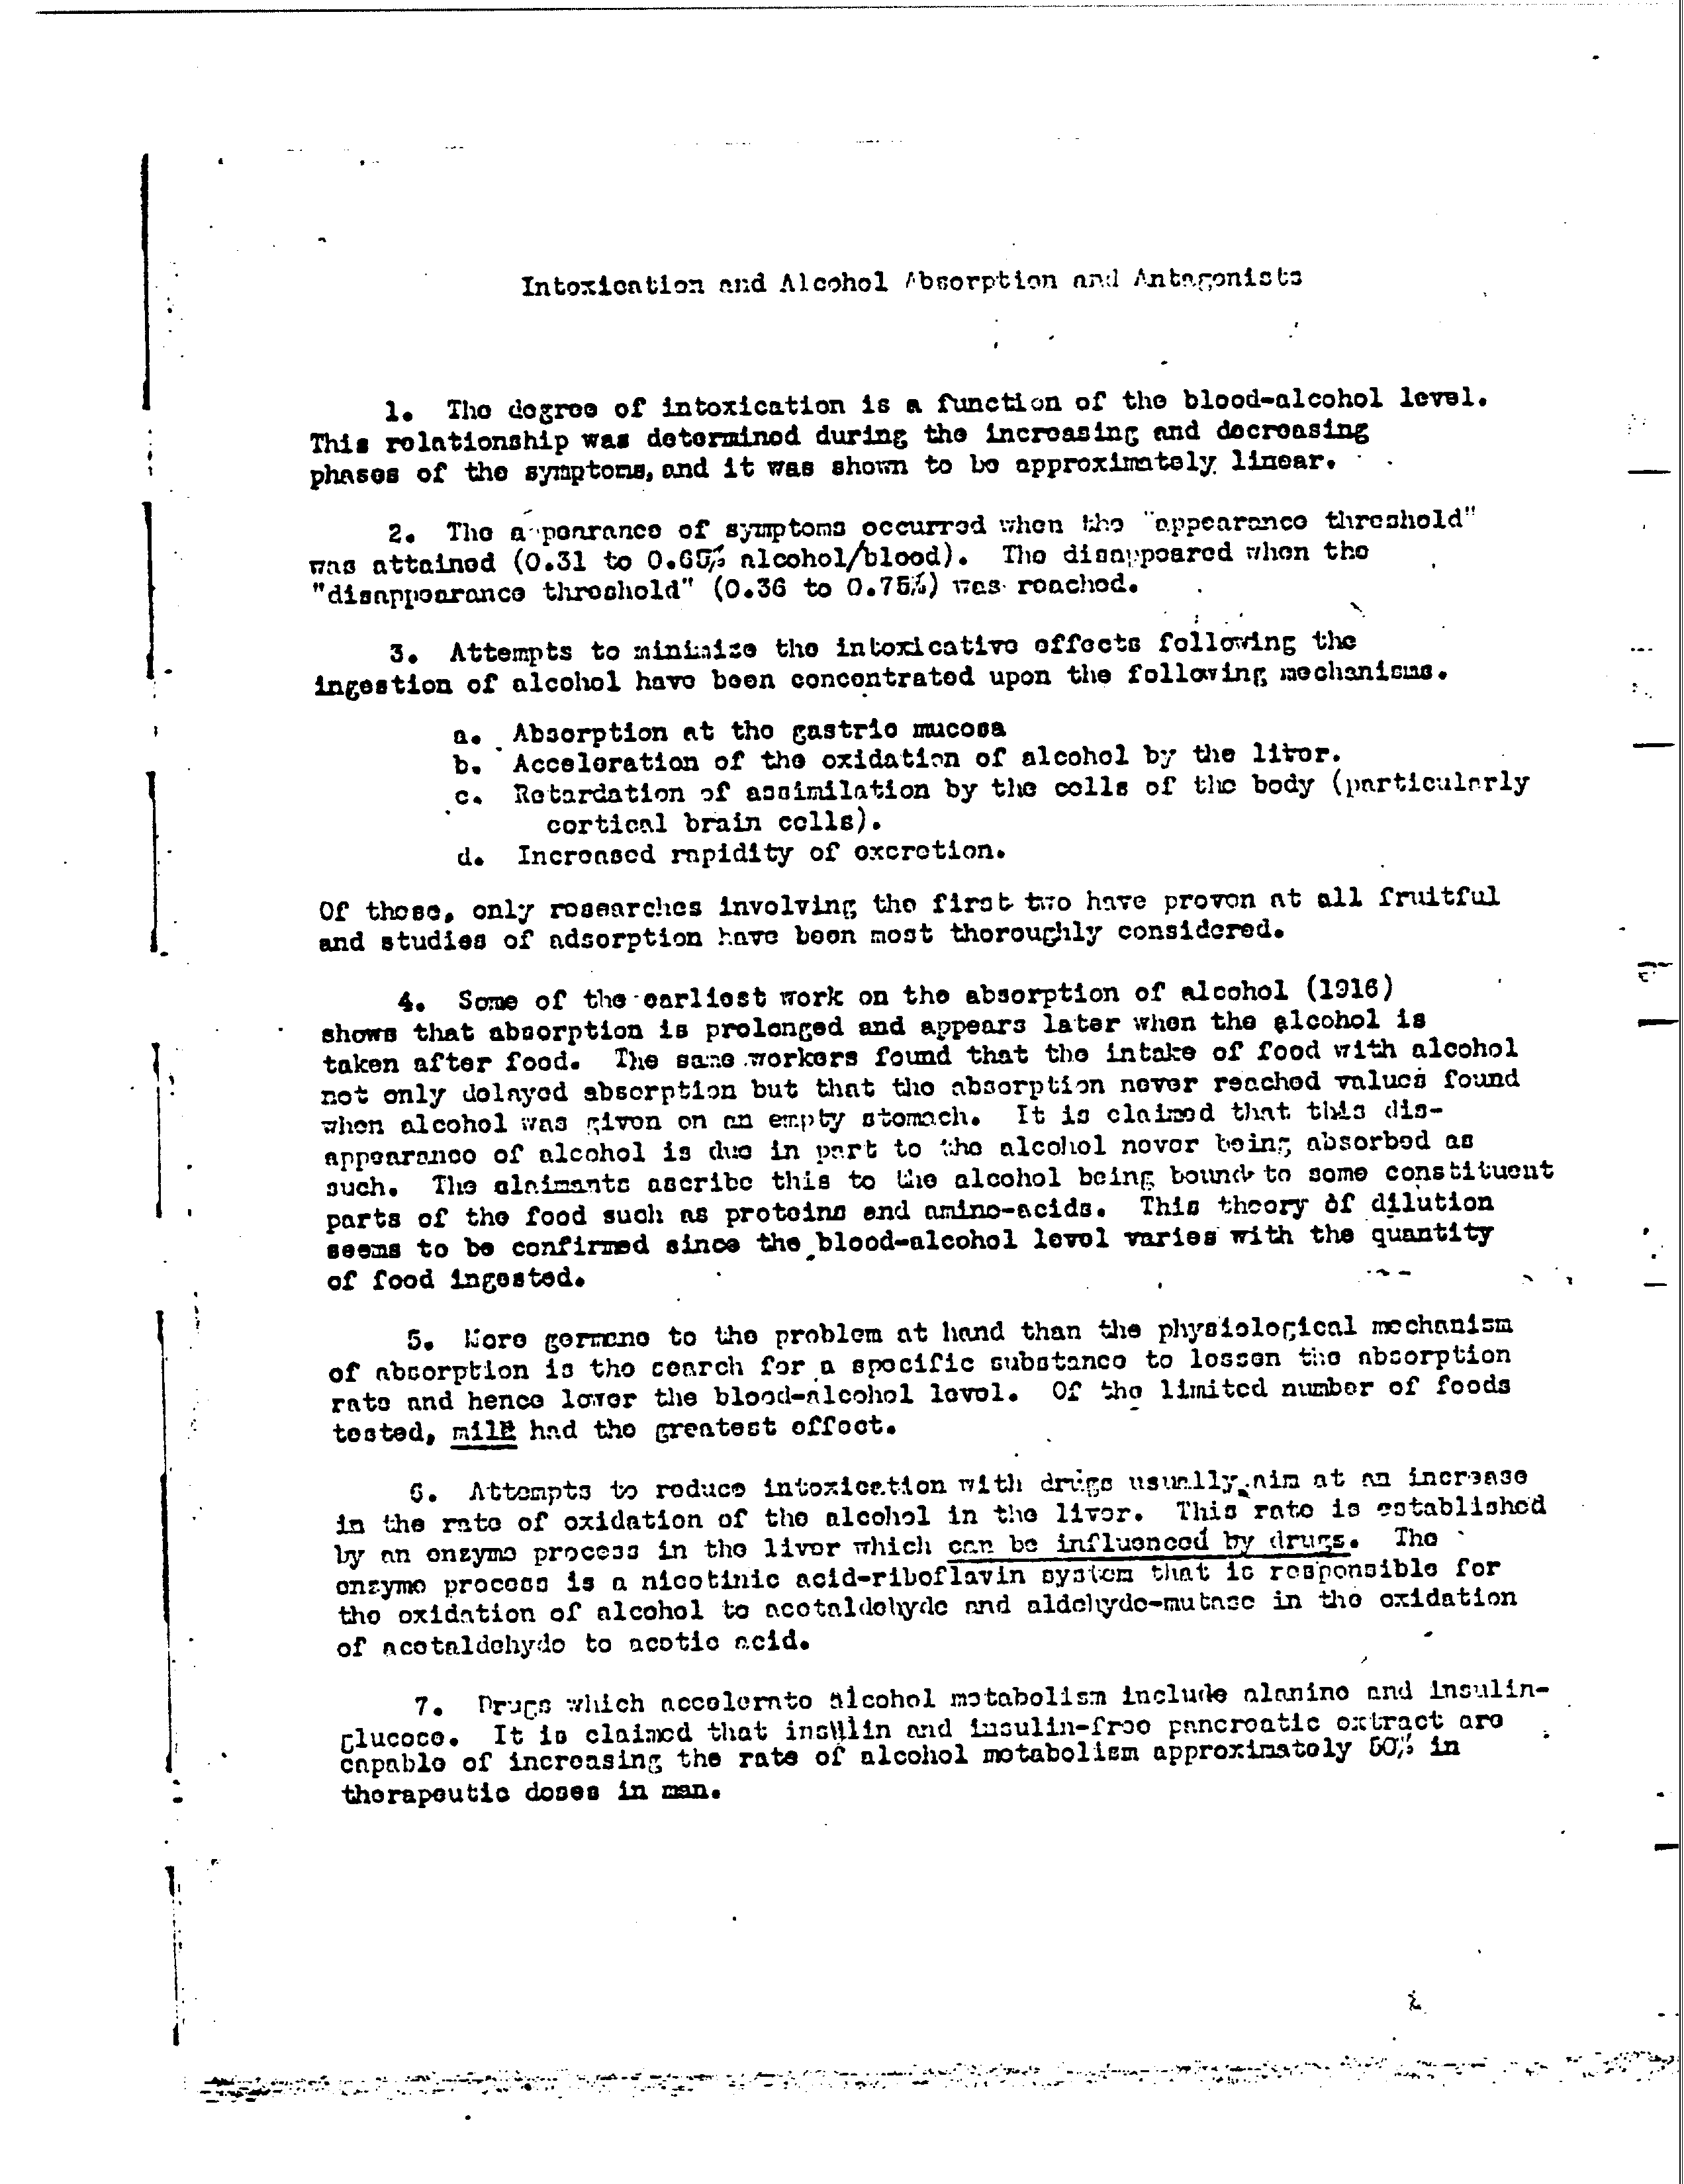 Intoxication and Alcohol Absorption and Antagonists
1. The degree of intoxication is a function of the blood-alcohol level.
This relationship was determined during the increasing and decreasing
phases of the symptoms, and it was shown to be approximately linear.
2. The appearance of symptoms occurred when the "appearance threshold"
was attained (0.31 to 0.65% alcohol/blood). The disappeared when the
"disappearance threshold" (0.36 to 0.75%) was reached.
3. Attempts to minimize the intoxicative effects following the
ingestion of alcohol have been concentrated upon the following mechanisms.
a. Absorption at the gastric mucosa
b. Acceleration of the oxidation of alcohol by the litver.
c. Retardation of assimilation by the cells of the body (particularly
cortical brain cells).
d. Increased rapidity of excretion.
Of these, only researches involving the first two have proven at all fruitful
and studies of adsorption have been most thoroughly considered.
4. Some of the earliest work on the absorption of alcohol (1916)
shows that absorption is prolonged and appears later when the alcohol is
taken after food. The same workers found that the intake of food with alcohol
not only delayed absorption but that the absorption never reached values found
when alcohol was given on an empty stomach. It is claimed that this dis-
appearance of alcohol is due in part to the alcohol never being absorbed as
such. The claimants ascribe this to the alcohol being bound to some constituent
parts of the food such as proteins and amino-acids. This theory of dilution
seems to be confirmed since the blood-alcohol level varies with the quantity
of food ingested.
5. More germane to the problem at hand than the physiological mechanism
of absorption is the search for a specific substance to lessen the absorption
rate and hence lower the blood-alcohol level. Of the limited number of foods
tested, milk had the greatest effect.
6. Attempts to reduce intoxication with drugs usually aim at an increase
in the rate of oxidation of the alcohol in the liver. This rate is established
by an enzyme process in the liver which can be influenced by drugs. The
enzyme process is a nicotinic acid-riboflavin system that is responsible for
the oxidation of alcohol to acetaldehyde and aldehyde-mutase in the oxidation
of acetaldehyde to acetic acid.
7. Drugs which accelerate alcohol metabolism include alanine and insulin-
glucose. It is claimed that insulin and insulin-free pancreatic extract are
capable of increasing the rate of alcohol metabolism approximately 50% in
therapeutic doses in man.